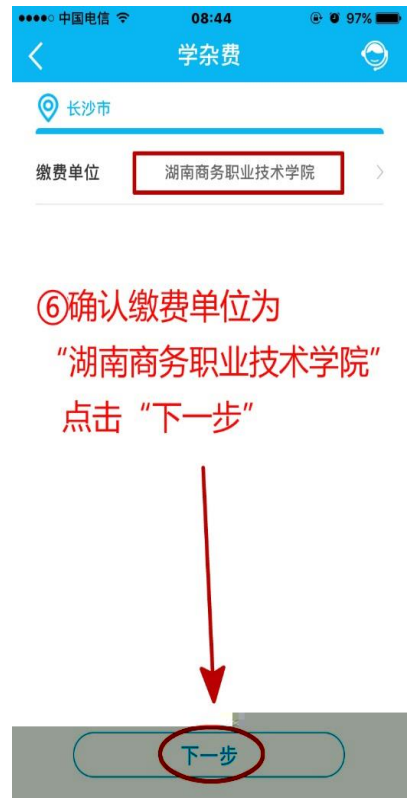 中国电信 08:44 97%
学杂费
长沙市
缴费单位 湖南商务职业技术学院
⑥确认缴费单位为
“湖南商务职业技术学院”
点击“下一步”
下一步